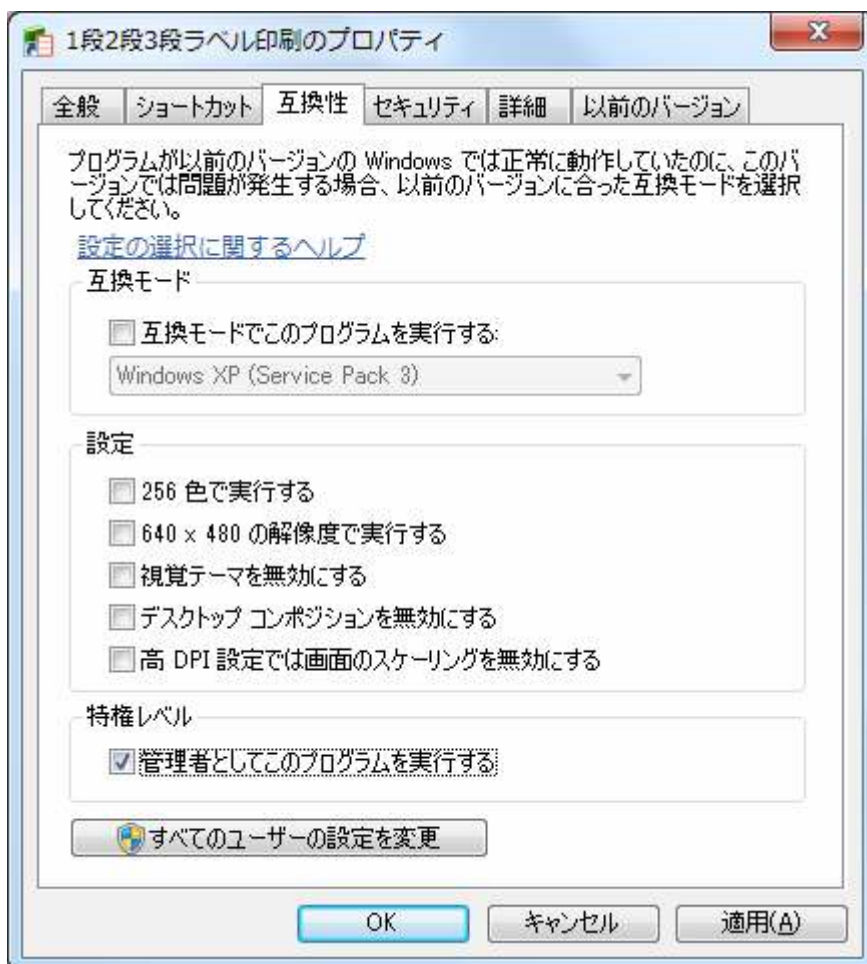 1段2段3段ラベル印刷のプロパティ
全般 ショートカット 互換性 セキュリティ 詳細 以前のバージョン
プログラムが以前のバージョンの Windows では正常に動作していたのに、このバ
ージョンでは問題が発生する場合、以前のバージョンに合った互換モードを選択
してください。
設定の選択に関するヘルプ
互換モード
互換モードでこのプログラムを実行する:
Windows XP (Service Pack 3)
設定
256 色で実行する
640 x 480 の解像度で実行する
視覚テーマを無効にする
デスクトップ コンポジションを無効にする
高 DPI 設定では画面のスケーリングを無効にする
特権レベル
管理者としてこのプログラムを実行する
すべてのユーザーの設定を変更
OK キャンセル 適用(A)